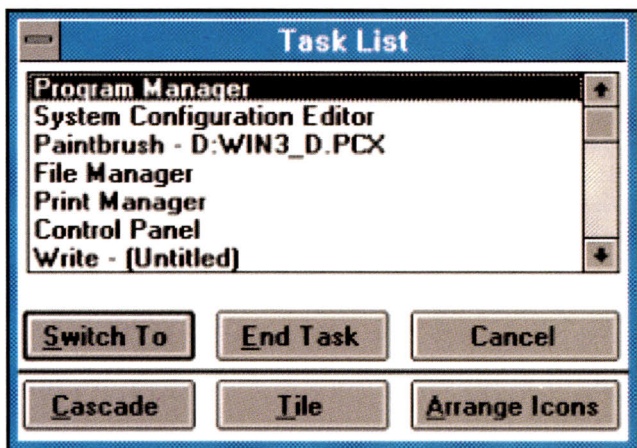 Task List
Program Manager
System Configuration Editor
Paintbrush - D:WIN3_D.PCX
File Manager
Print Manager
Control Panel
Write - (Untitled)
Switch To End Task Cancel
Cascade Tile Arrange Icons